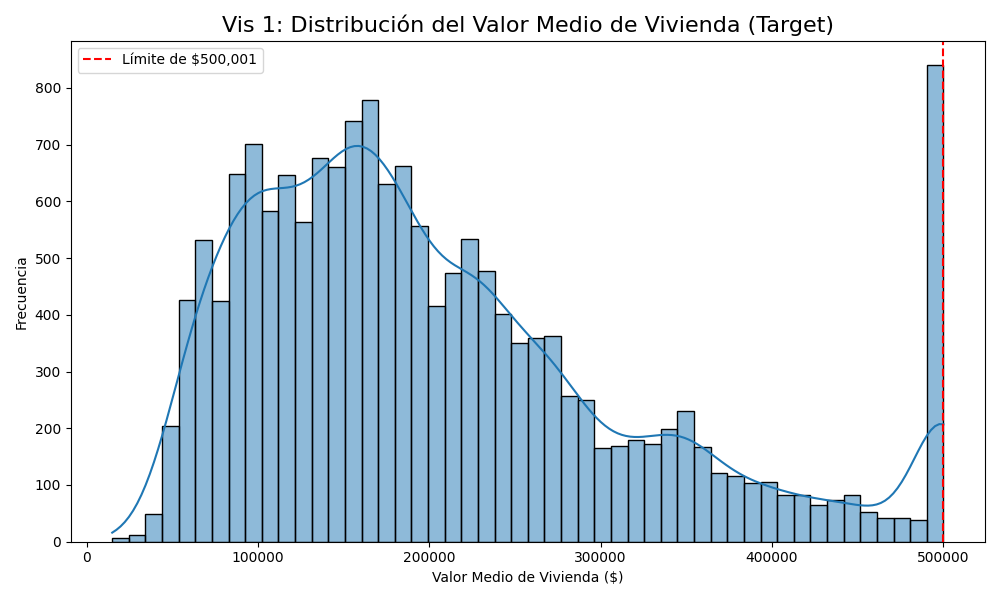 Vis 1: Distribución del Valor Medio de Vivienda (Target)
Límite de $500,001
Frecuencia
800
700
600
500
400
300
200
100
0
0 100000 200000 300000 400000 500000
Valor Medio de Vivienda ($)